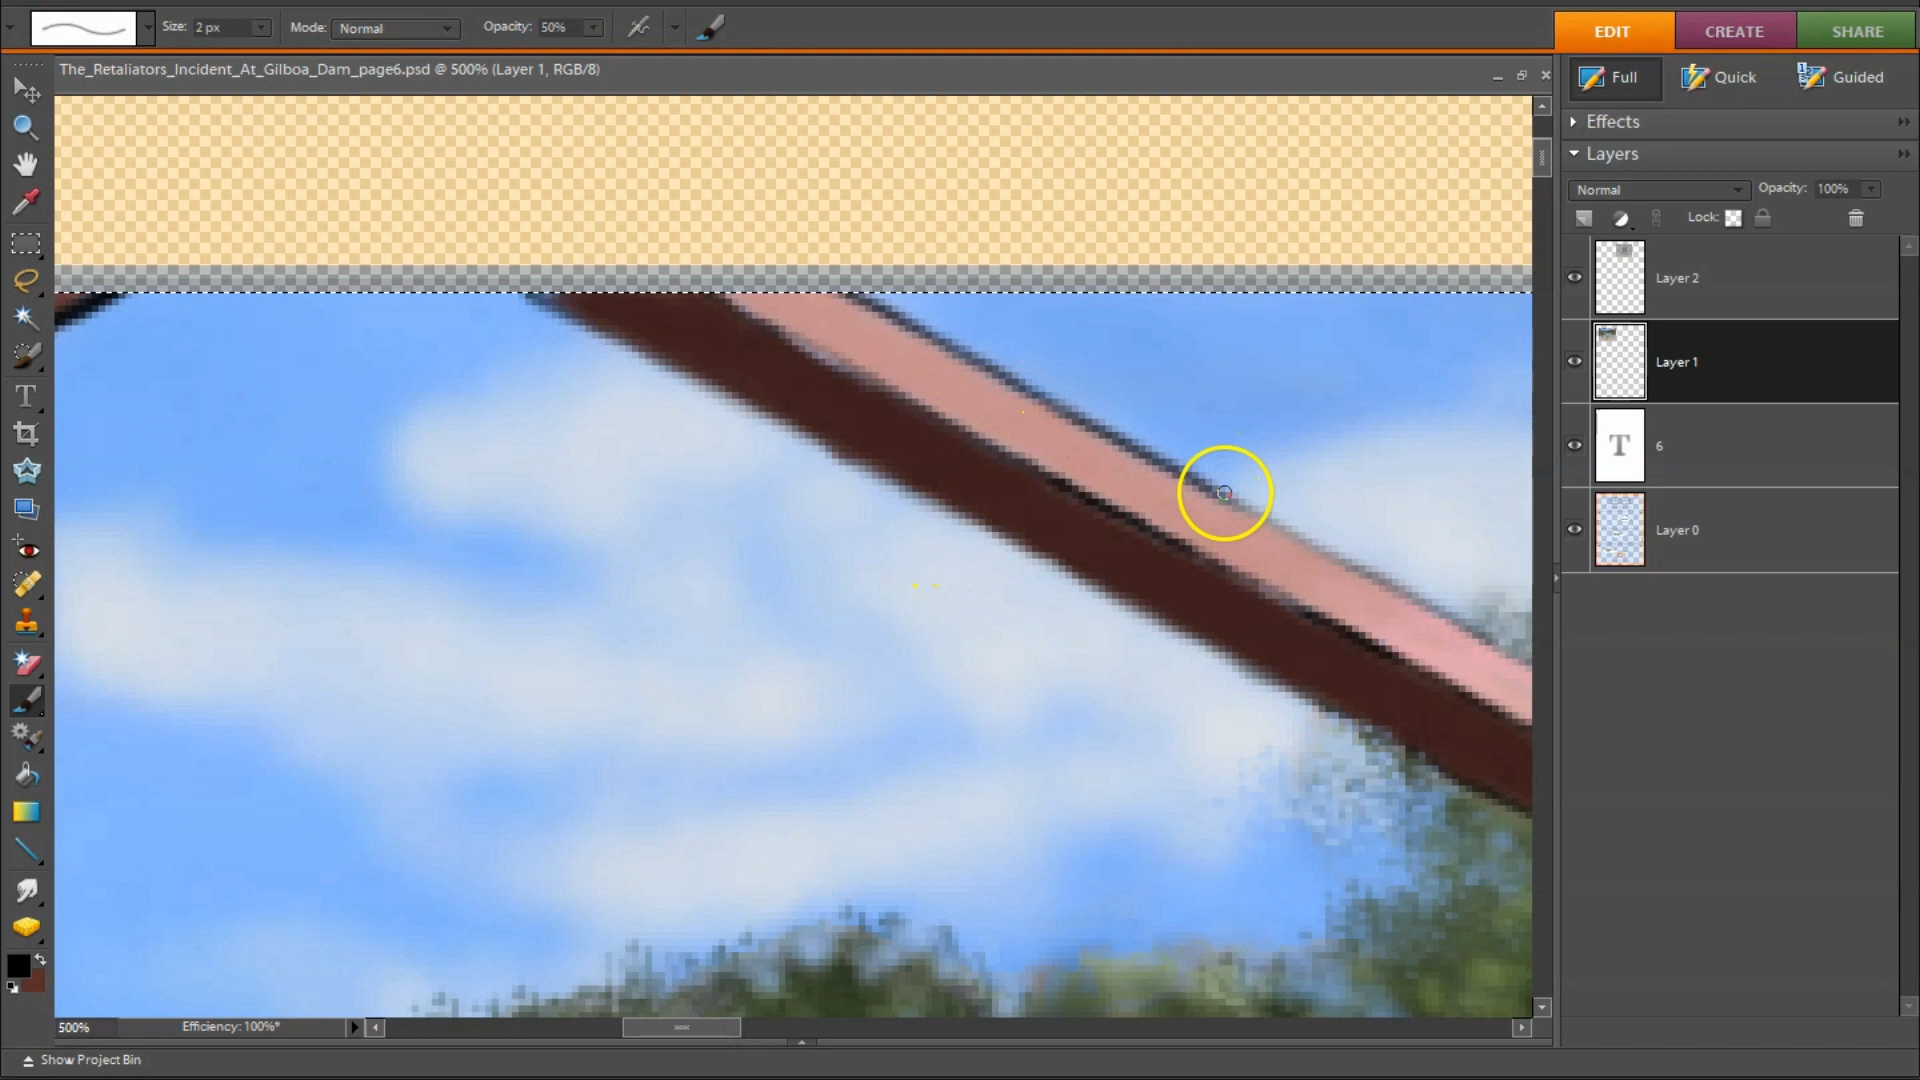 Size: 2 px Mode: Normal Opacity: 50%
EDIT CREATE SHARE
The_Retaliators_Incident_At_Gilboa_Dam_page6.psd @ 500% (Layer 1, RGB/8)
Full Quick Guided
Effects
Layers
Normal Opacity: 100%
Lock:
Layer 2
Layer 1
T 6
Layer 0
T
500% Efficiency: 100%*
Show Project Bin